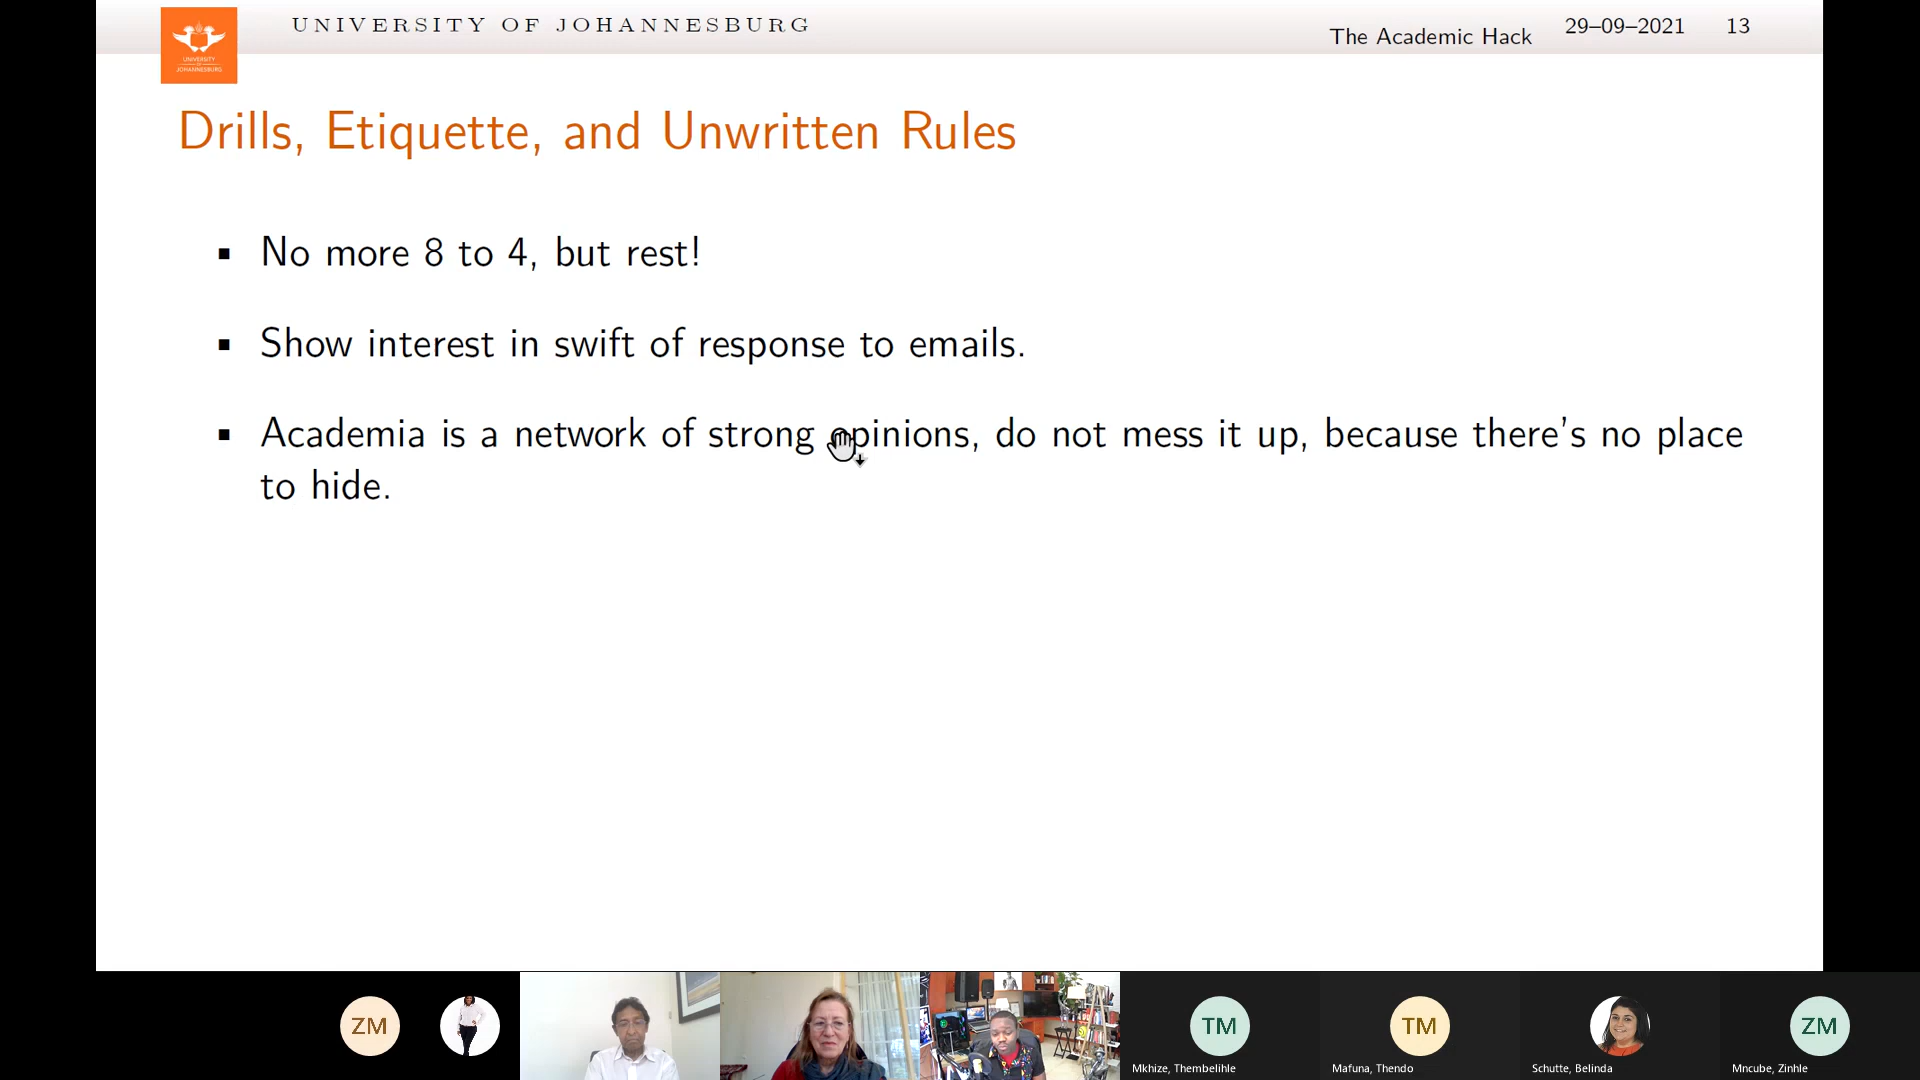 UNIVERSITY OF JOHANNESBURG
The Academic Hack
29–09–2021
13
UNIVERSITY
OF
JOHANNESBURG
Drills, Etiquette, and Unwritten Rules
No more 8 to 4, but rest!
Show interest in swift of response to emails.
Academia is a network of strong opinions, do not mess it up, because there's no place
to hide.
ZM
TM
TM
ZM
Mkhize, Thembelihle
Mafuna, Thendo
Schutte, Belinda
Mncube, Zinhle